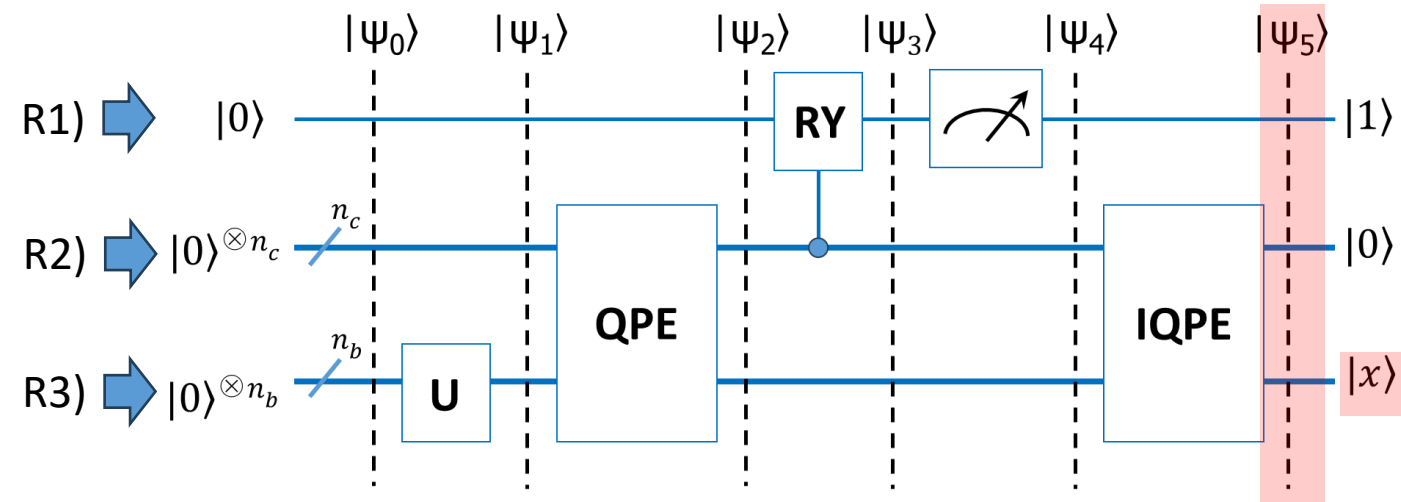 |Ψ₀⟩ |Ψ₁⟩ |Ψ₂⟩ |Ψ₃⟩ |Ψ₄⟩ |Ψ₅⟩
R1) |0⟩ RY |1⟩
n_c
R2) |0⟩^{⊗n_c} |0⟩
QPE IQPE
n_b
R3) |0⟩^{⊗n_b} U |x⟩